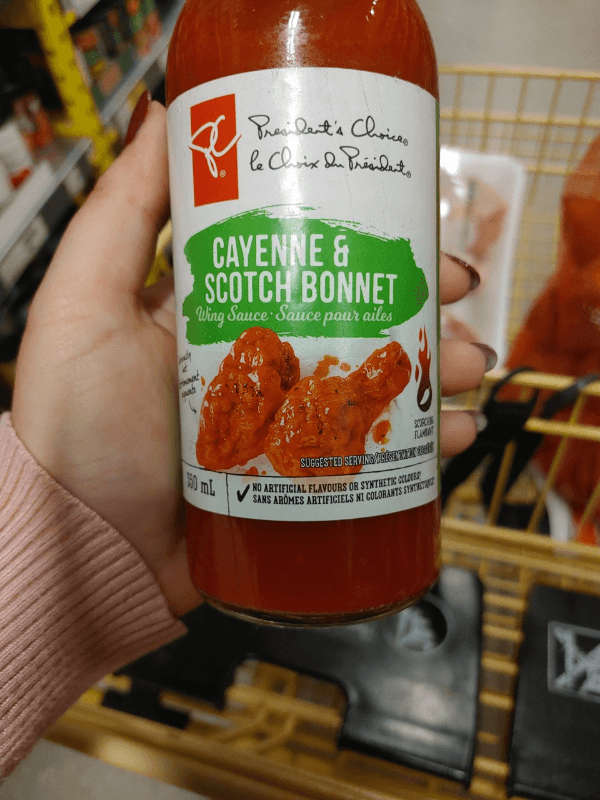 PC
President's Choice®
le Choix du Président®
CAYENNE &
SCOTCH BONNET
Wing Sauce · Sauce pour ailes
SCORCHING
FLAMBANT
SUGGESTED SERVING/
350 mL
NO ARTIFICIAL FLAVOURS OR SYNTHETIC COLOURS
SANS ARÔMES ARTIFICIELS NI COLORANTS SYNTHÉTIQUES